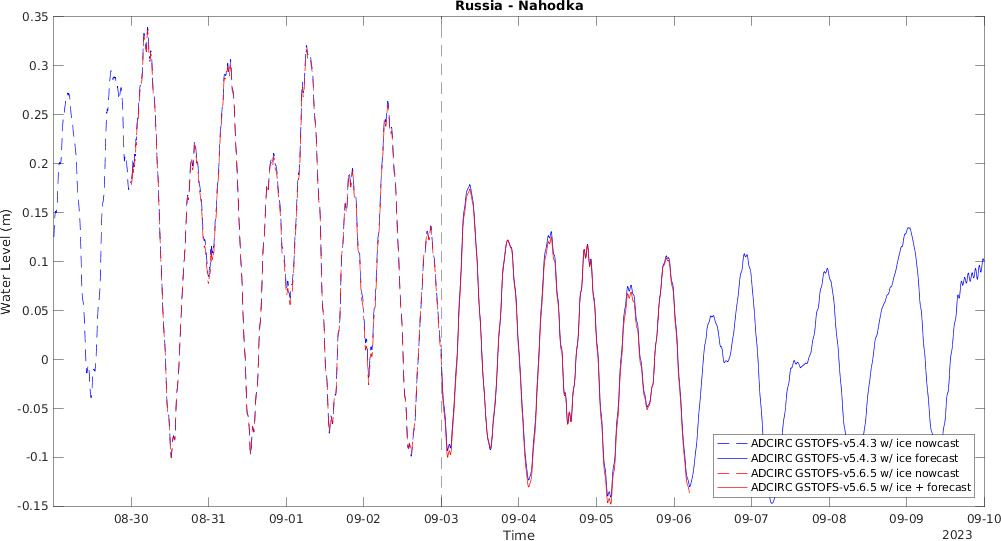 Russia - Nahodka
0.35
0.3
0.25
0.2
0.15
0.1
0.05
0
-0.05
-0.1
-0.15
Water Level (m)
ADCIRC GSTOFS-v5.4.3 w/ ice nowcast
ADCIRC GSTOFS-v5.4.3 w/ ice forecast
ADCIRC GSTOFS-v5.6.5 w/ ice nowcast
ADCIRC GSTOFS-v5.6.5 w/ ice + forecast
08-30 08-31 09-01 09-02 09-03 09-04 09-05 09-06 09-07 09-08 09-09 09-10
Time
2023